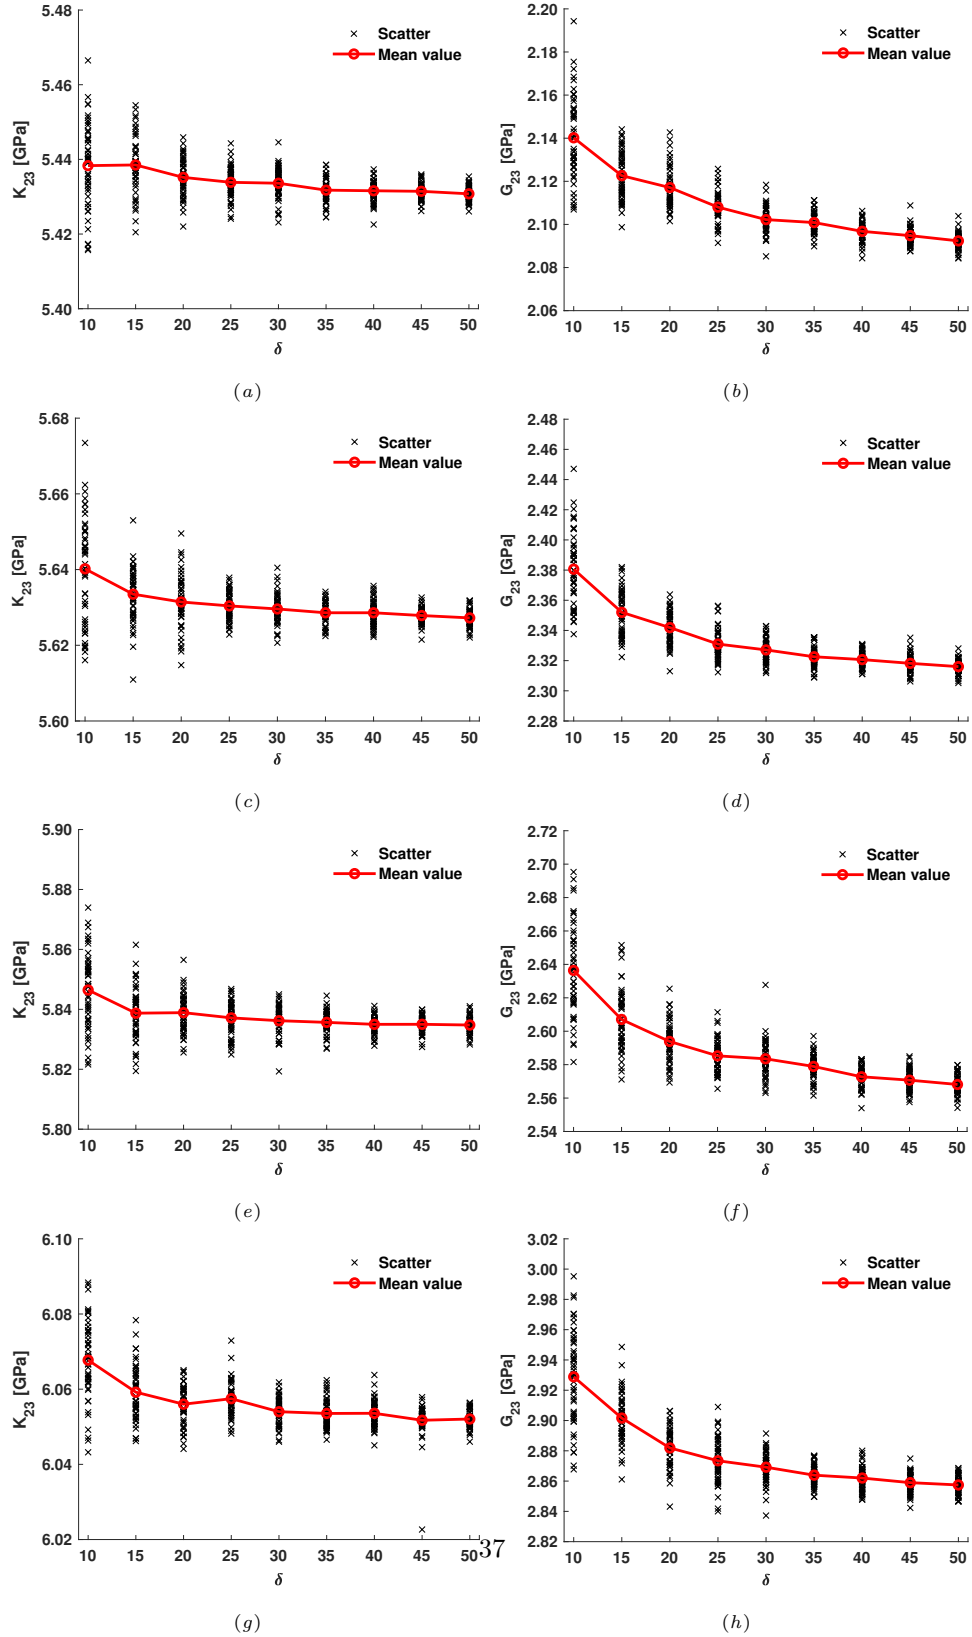 5.48
5.46
5.44
5.42
5.40
K23 [GPa]
Scatter
Mean value
10 15 20 25 30 35 40 45 50
δ
(a)
2.20
2.18
2.16
2.14
2.12
2.10
2.08
2.06
G23 [GPa]
Scatter
Mean value
10 15 20 25 30 35 40 45 50
δ
(b)
5.68
5.66
5.64
5.62
5.60
K23 [GPa]
Scatter
Mean value
10 15 20 25 30 35 40 45 50
δ
(c)
2.48
2.46
2.44
2.42
2.40
2.38
2.36
2.34
2.32
2.30
2.28
G23 [GPa]
Scatter
Mean value
10 15 20 25 30 35 40 45 50
δ
(d)
5.90
5.88
5.86
5.84
5.82
5.80
K23 [GPa]
Scatter
Mean value
10 15 20 25 30 35 40 45 50
δ
(e)
2.72
2.70
2.68
2.66
2.64
2.62
2.60
2.58
2.56
2.54
G23 [GPa]
Scatter
Mean value
10 15 20 25 30 35 40 45 50
δ
(f)
6.10
6.08
6.06
6.04
6.02
K23 [GPa]
Scatter
Mean value
10 15 20 25 30 35 40 45 50
δ
(g)
3.02
3.00
2.98
2.96
2.94
2.92
2.90
2.88
2.86
2.84
2.82
G23 [GPa]
Scatter
Mean value
10 15 20 25 30 35 40 45 50
δ
(h)
37